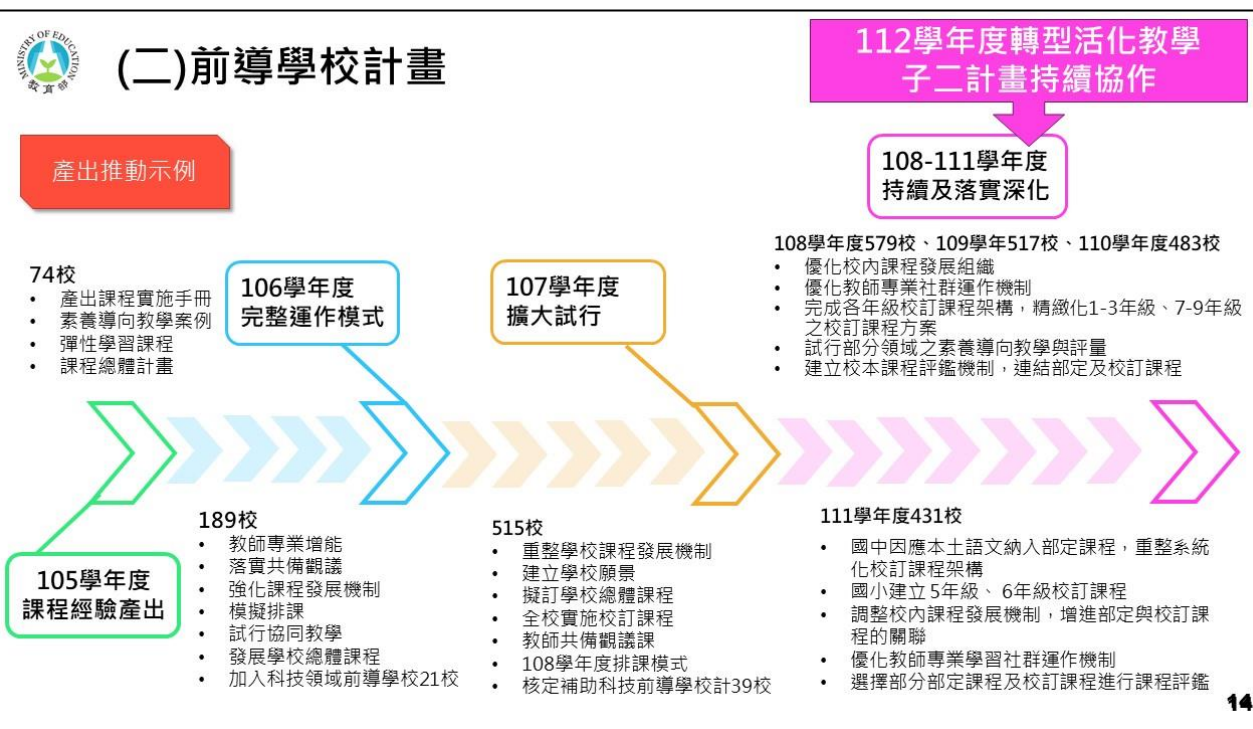 MINISTRY OF EDUCATION
教育部
(二)前導學校計畫
112學年度轉型活化教學
子二計畫持續協作
產出推動示例
108-111學年度
持續及落實深化
74校
• 產出課程實施手冊
• 素養導向教學案例
• 彈性學習課程
• 課程總體計畫
106學年度
完整運作模式
107學年度
擴大試行
108學年度579校、109學年517校、110學年度483校
• 優化校內課程發展組織
• 優化教師專業社群運作機制
• 完成各年級校訂課程架構，精緻化1-3年級、7-9年級
之校訂課程方案
• 試行部分領域之素養導向教學與評量
• 建立校本課程評鑑機制，連結部定及校訂課程
105學年度
課程經驗產出
189校
• 教師專業增能
• 落實共備觀議
• 強化課程發展機制
• 模擬排課
• 試行協同教學
• 發展學校總體課程
• 加入科技領域前導學校21校
515校
• 重整學校課程發展機制
• 建立學校願景
• 擬訂學校總體課程
• 全校實施校訂課程
• 教師共備觀議課
• 108學年度排課模式
• 核定補助科技前導學校計39校
111學年度431校
• 國中因應本土語文納入部定課程，重整系統
化校訂課程架構
• 國小建立 5年級、 6年級校訂課程
• 調整校內課程發展機制，增進部定與校訂課
程的關聯
• 優化教師專業學習社群運作機制
• 選擇部分部定課程及校訂課程進行課程評鑑
14